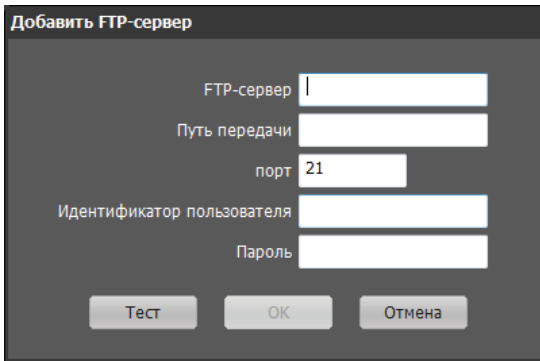 Добавить FTP-сервер
FTP-сервер
Путь передачи
порт 21
Идентификатор пользователя
Пароль
Тест OK Отмена